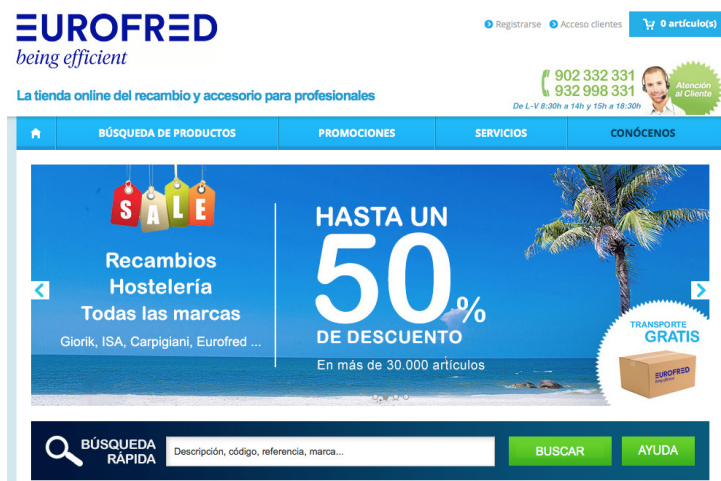 EUROFRED
being efficient
Registrarse
Acceso clientes
0 artículo(s)
La tienda online del recambio y accesorio para profesionales
902 332 331
932 998 331
De L-V 8:30h a 14h y 15h a 18:30h
Atención
al Cliente
BÚSQUEDA DE PRODUCTOS
PROMOCIONES
SERVICIOS
CONÓCENOS
SALE
Recambios
Hostelería
Todas las marcas
Giorik, ISA, Carpigiani, Eurofred ...
HASTA UN
50%
DE DESCUENTO
En más de 30.000 artículos
TRANSPORTE
GRATIS
EUROFRED
being efficient
BÚSQUEDA
RÁPIDA
Descripción, código, referencia, marca...
BUSCAR
AYUDA